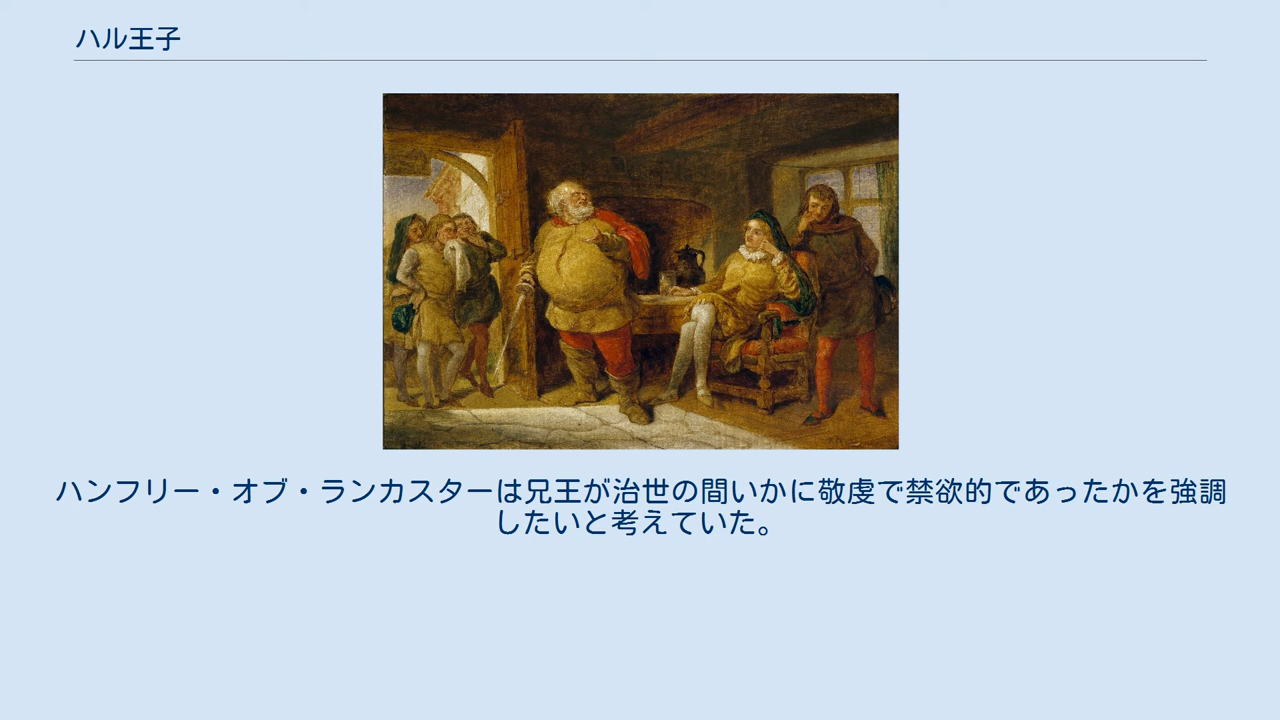 ハル王子
ハンフリー・オブ・ランカスターは兄王が治世の間いかに敬虔で禁欲的であったかを強調
したいと考えていた。